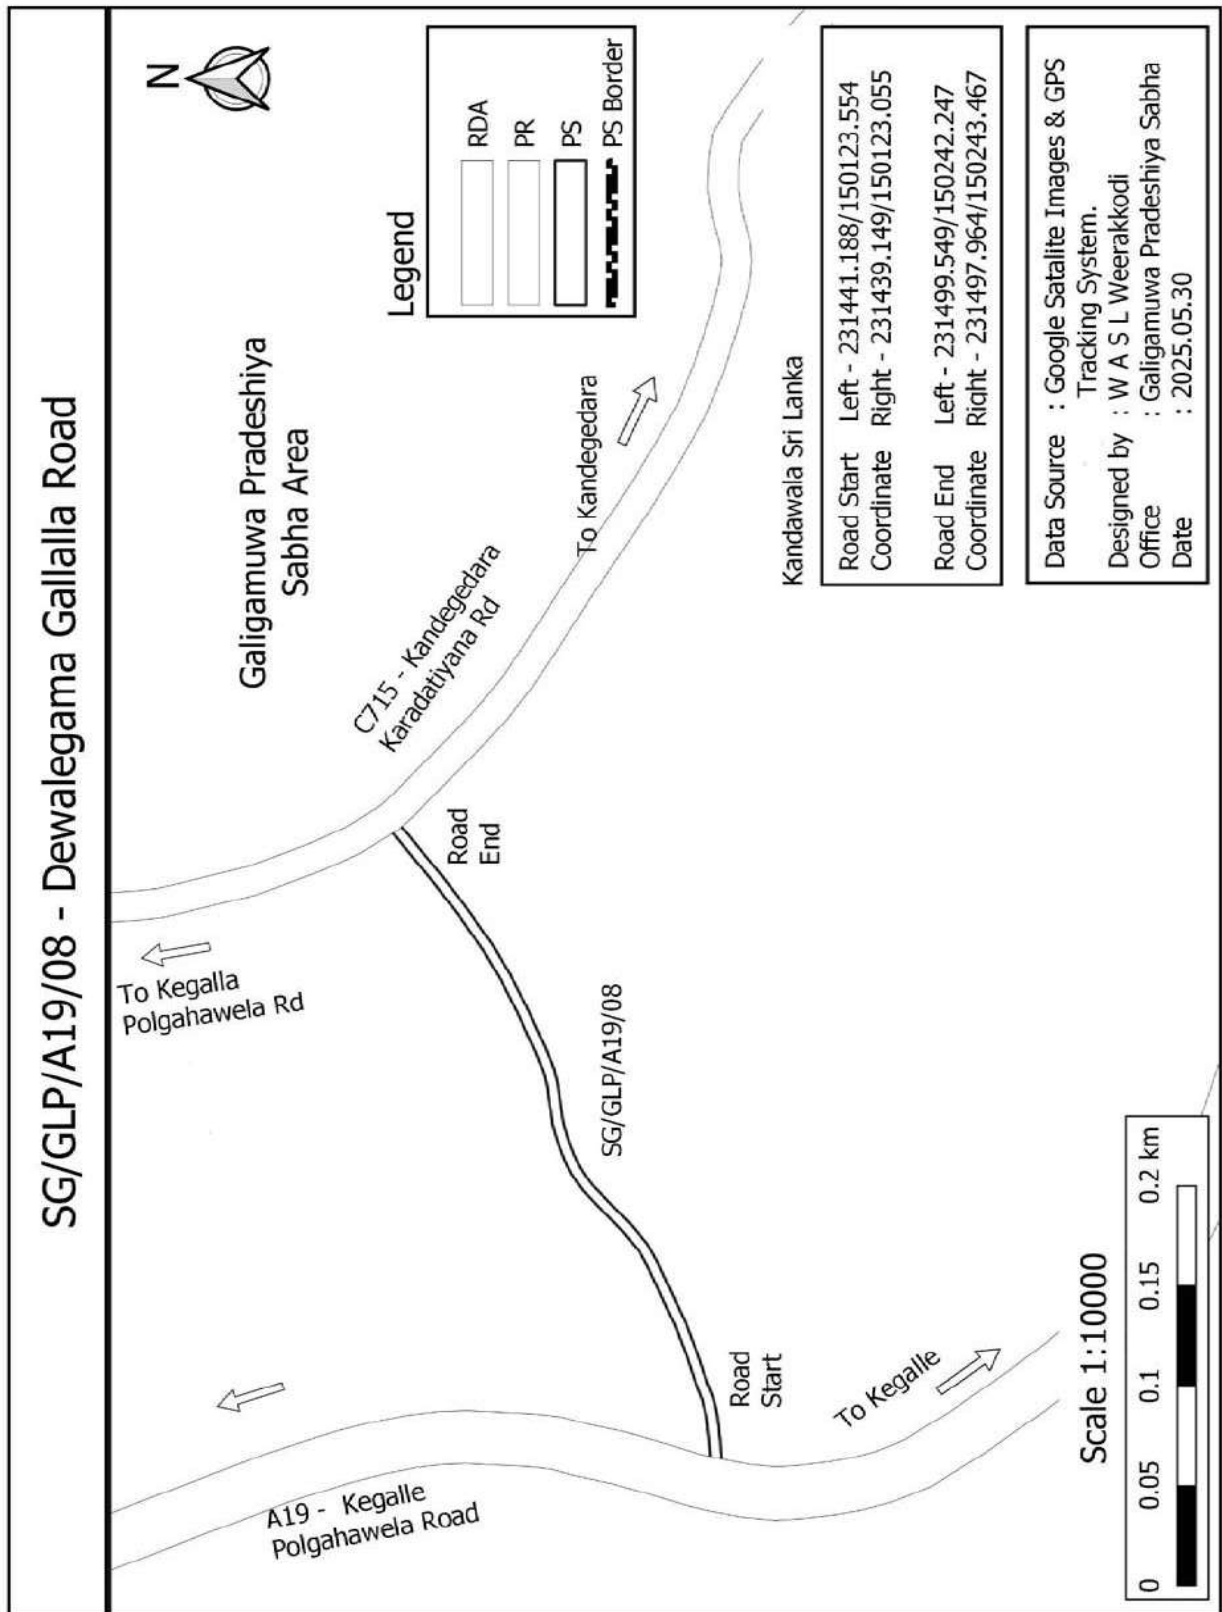 SG/GLP/A19/08 - Dewalegama Gallalla Road
N
Galigamuwa Pradeshiya
Sabha Area
Legend
RDA
PR
PS
PS Border
To Kegalla
Polgahawela Rd
C715 - Kandegedara
Karadatiyana Rd
To Kandegedara
Road
End
SG/GLP/A19/08
A19 - Kegalle
Polgahawela Road
Road
Start
To Kegalle
Kandawala Sri Lanka
Road Start Left - 231441.188/150123.554
Coordinate Right - 231439.149/150123.055
Road End Left - 231499.549/150242.247
Coordinate Right - 231497.964/150243.467
Data Source : Google Satalite Images & GPS
Tracking System.
Designed by : W A S L Weerakkodi
Office : Galigamuwa Pradeshiya Sabha
Date : 2025.05.30
Scale 1:10000
0 0.05 0.1 0.15 0.2 km